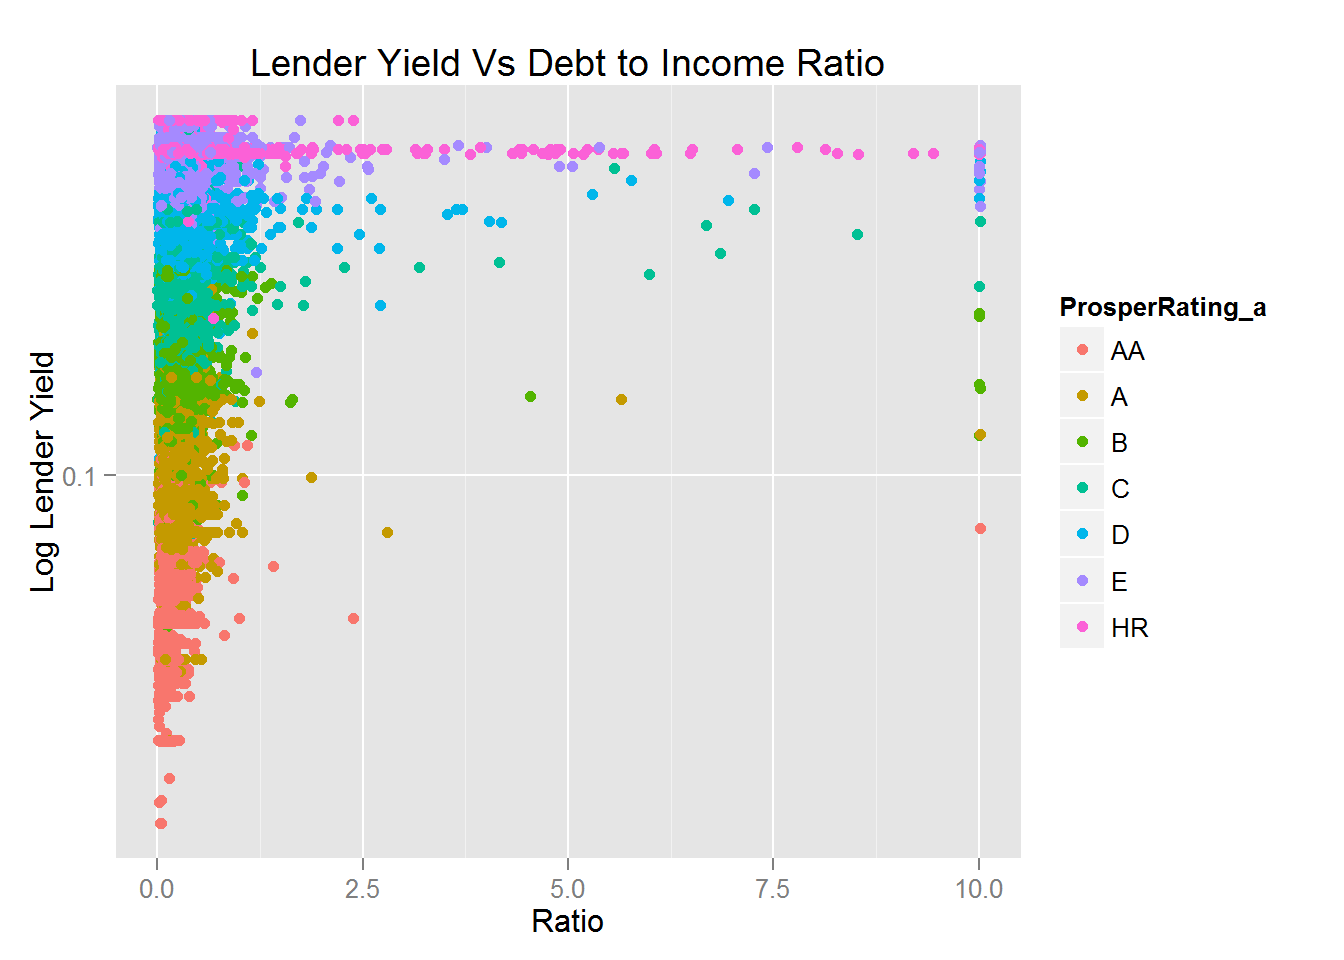 Lender Yield Vs Debt to Income Ratio
Log Lender Yield
0.1
0.0 2.5 5.0 7.5 10.0
Ratio
ProsperRating_a
AA
A
B
C
D
E
HR